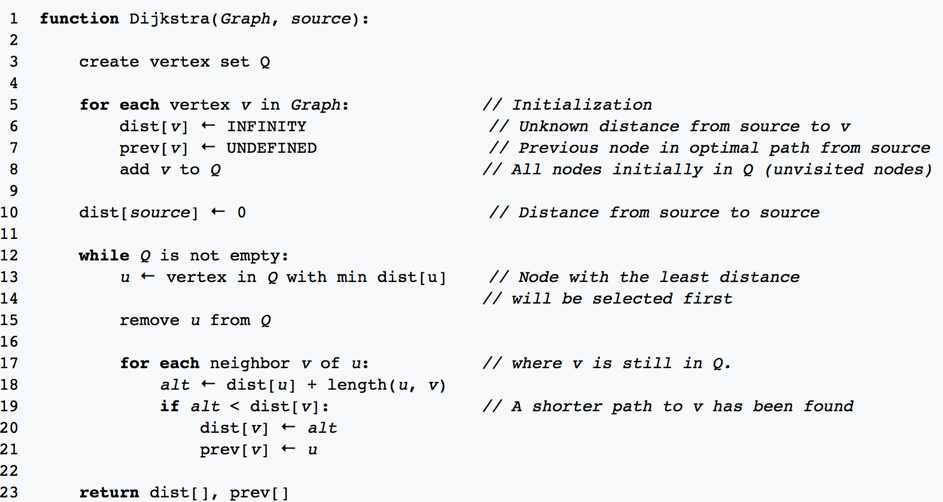 1 function Dijkstra(Graph, source):
2
3 create vertex set Q
4
5 for each vertex v in Graph: // Initialization
6 dist[v] ← INFINITY // Unknown distance from source to v
7 prev[v] ← UNDEFINED // Previous node in optimal path from source
8 add v to Q // All nodes initially in Q (unvisited nodes)
9
10 dist[source] ← 0 // Distance from source to source
11
12 while Q is not empty:
13 u ← vertex in Q with min dist[u] // Node with the least distance
14 // will be selected first
15 remove u from Q
16
17 for each neighbor v of u: // where v is still in Q.
18 alt ← dist[u] + length(u, v)
19 if alt < dist[v]: // A shorter path to v has been found
20 dist[v] ← alt
21 prev[v] ← u
22
23 return dist[], prev[]